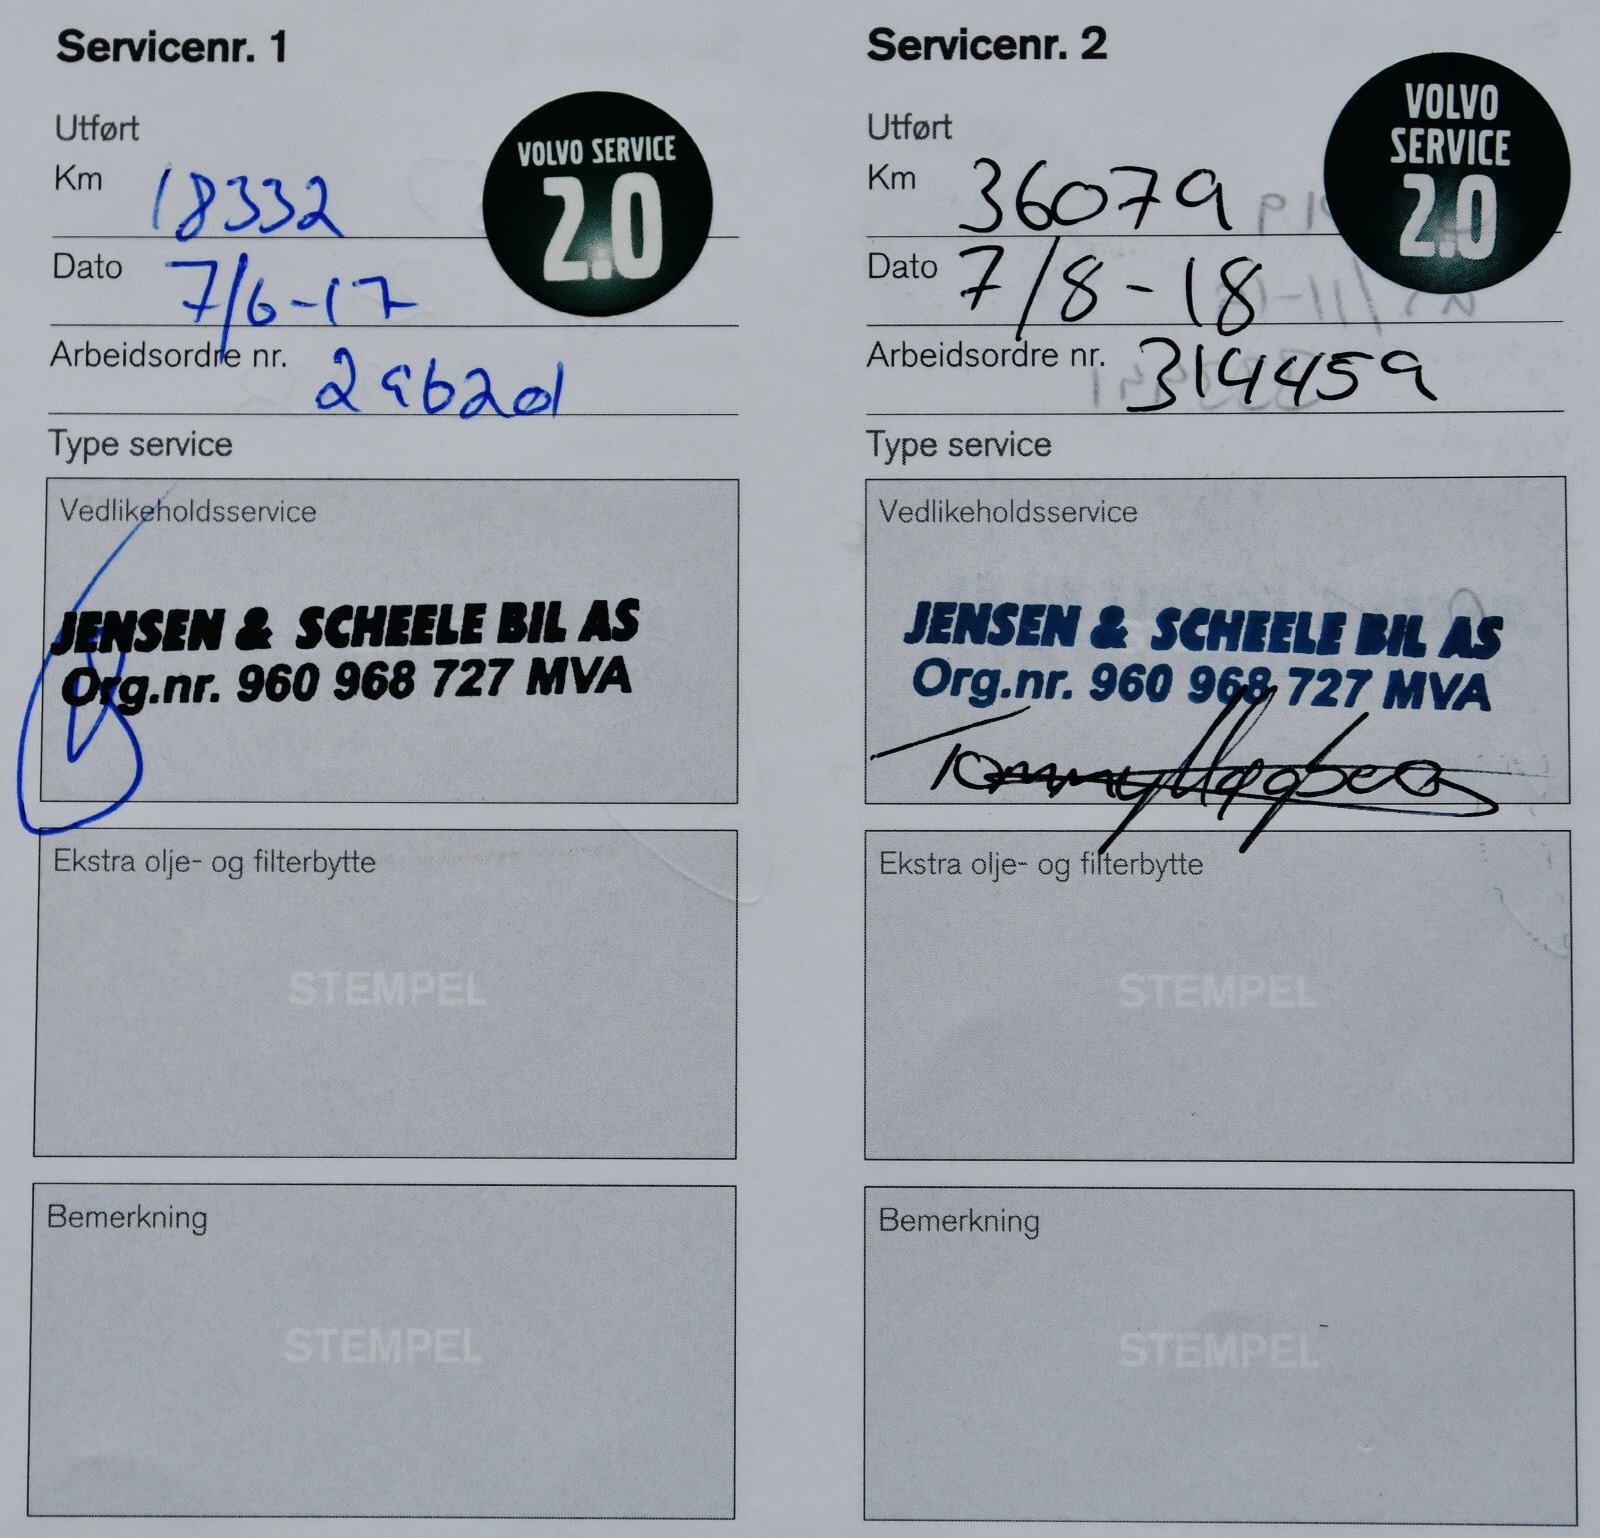 Servicenr. 1
Utført
Km 18332
VOLVO SERVICE
2.0
Dato 7/6-17
Arbeidsordre nr.
Type service
Vedlikeholdsservice
JENSEN & SCHEELE BIL AS
Org.nr. 960 968 727 MVA
Ekstra olje- og filterbytte
STEMPEL
Bemerkning
STEMPEL
Servicenr. 2
Utført
Km 36079
VOLVO
SERVICE
2.0
Dato 7/8-18
Arbeidsordre nr. 314459
Type service
Vedlikeholdsservice
JENSEN & SCHEELE BIL AS
Org.nr. 960 968 727 MVA
Tommy
Ekstra olje- og filterbytte
STEMPEL
Bemerkning
STEMPEL